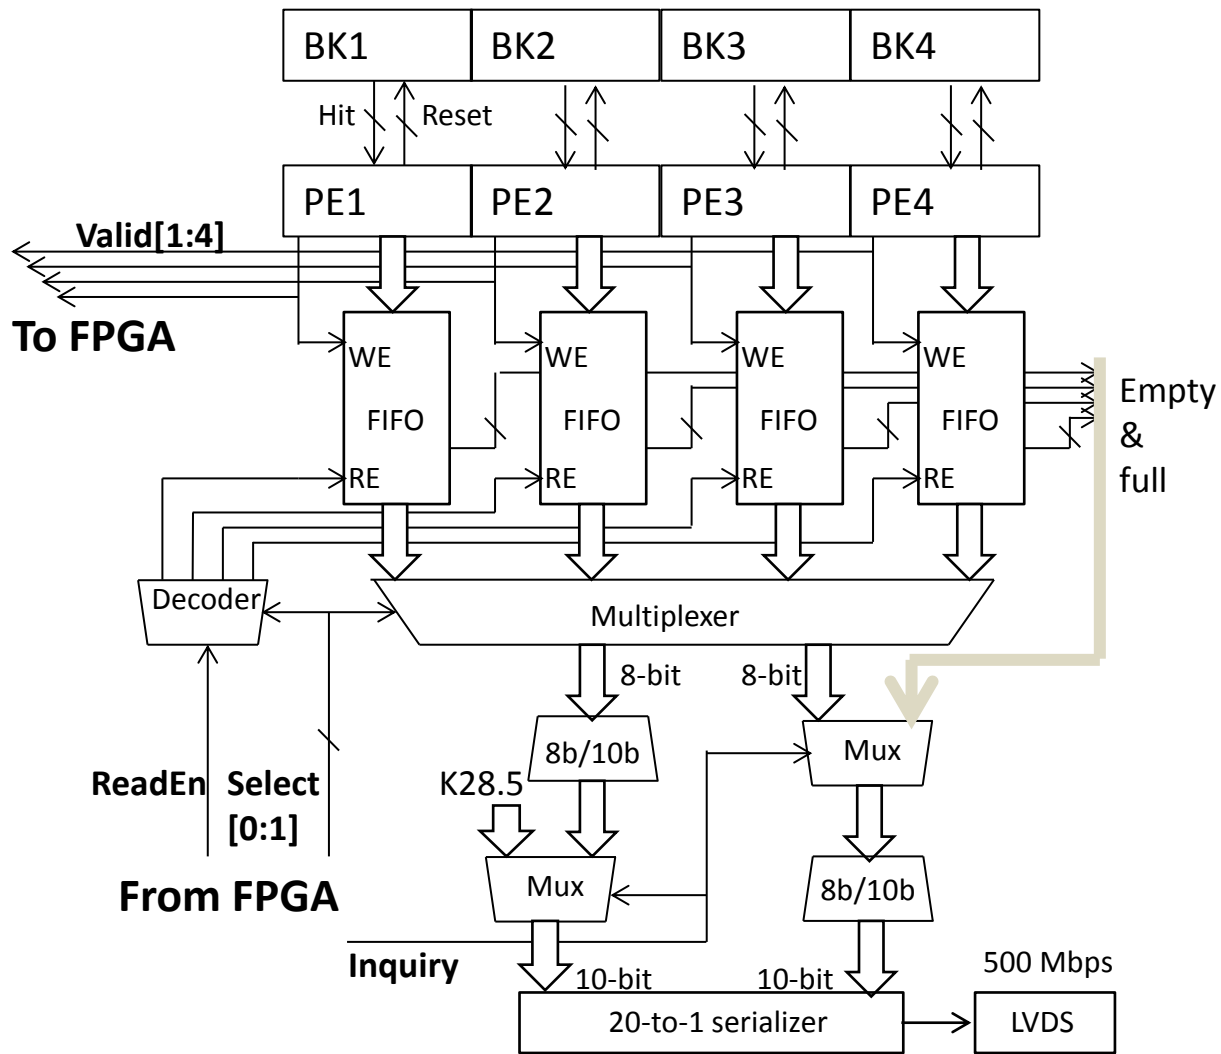 BK1 BK2 BK3 BK4
Hit Reset
PE1 PE2 PE3 PE4
Valid[1:4]
To FPGA
WE WE WE WE
Empty
&
full
FIFO FIFO FIFO FIFO
RE RE RE RE
Decoder
Multiplexer
8-bit 8-bit
8b/10b
Mux
ReadEn Select
[0:1]
K28.5
From FPGA
Mux
8b/10b
Inquiry
10-bit 10-bit
500 Mbps
20-to-1 serializer
LVDS